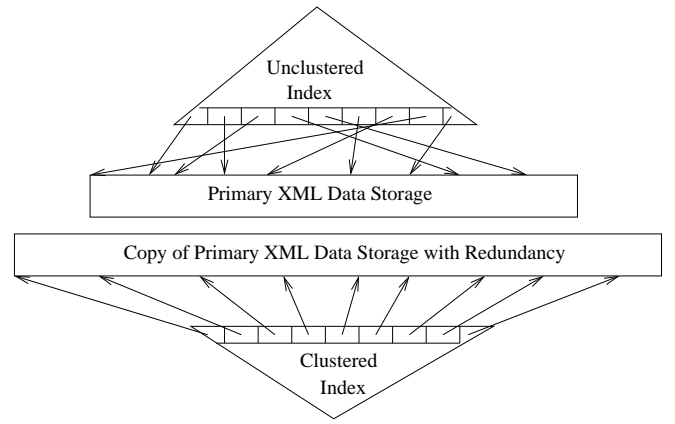 Unclustered
Index
Primary XML Data Storage
Copy of Primary XML Data Storage with Redundancy
Clustered
Index